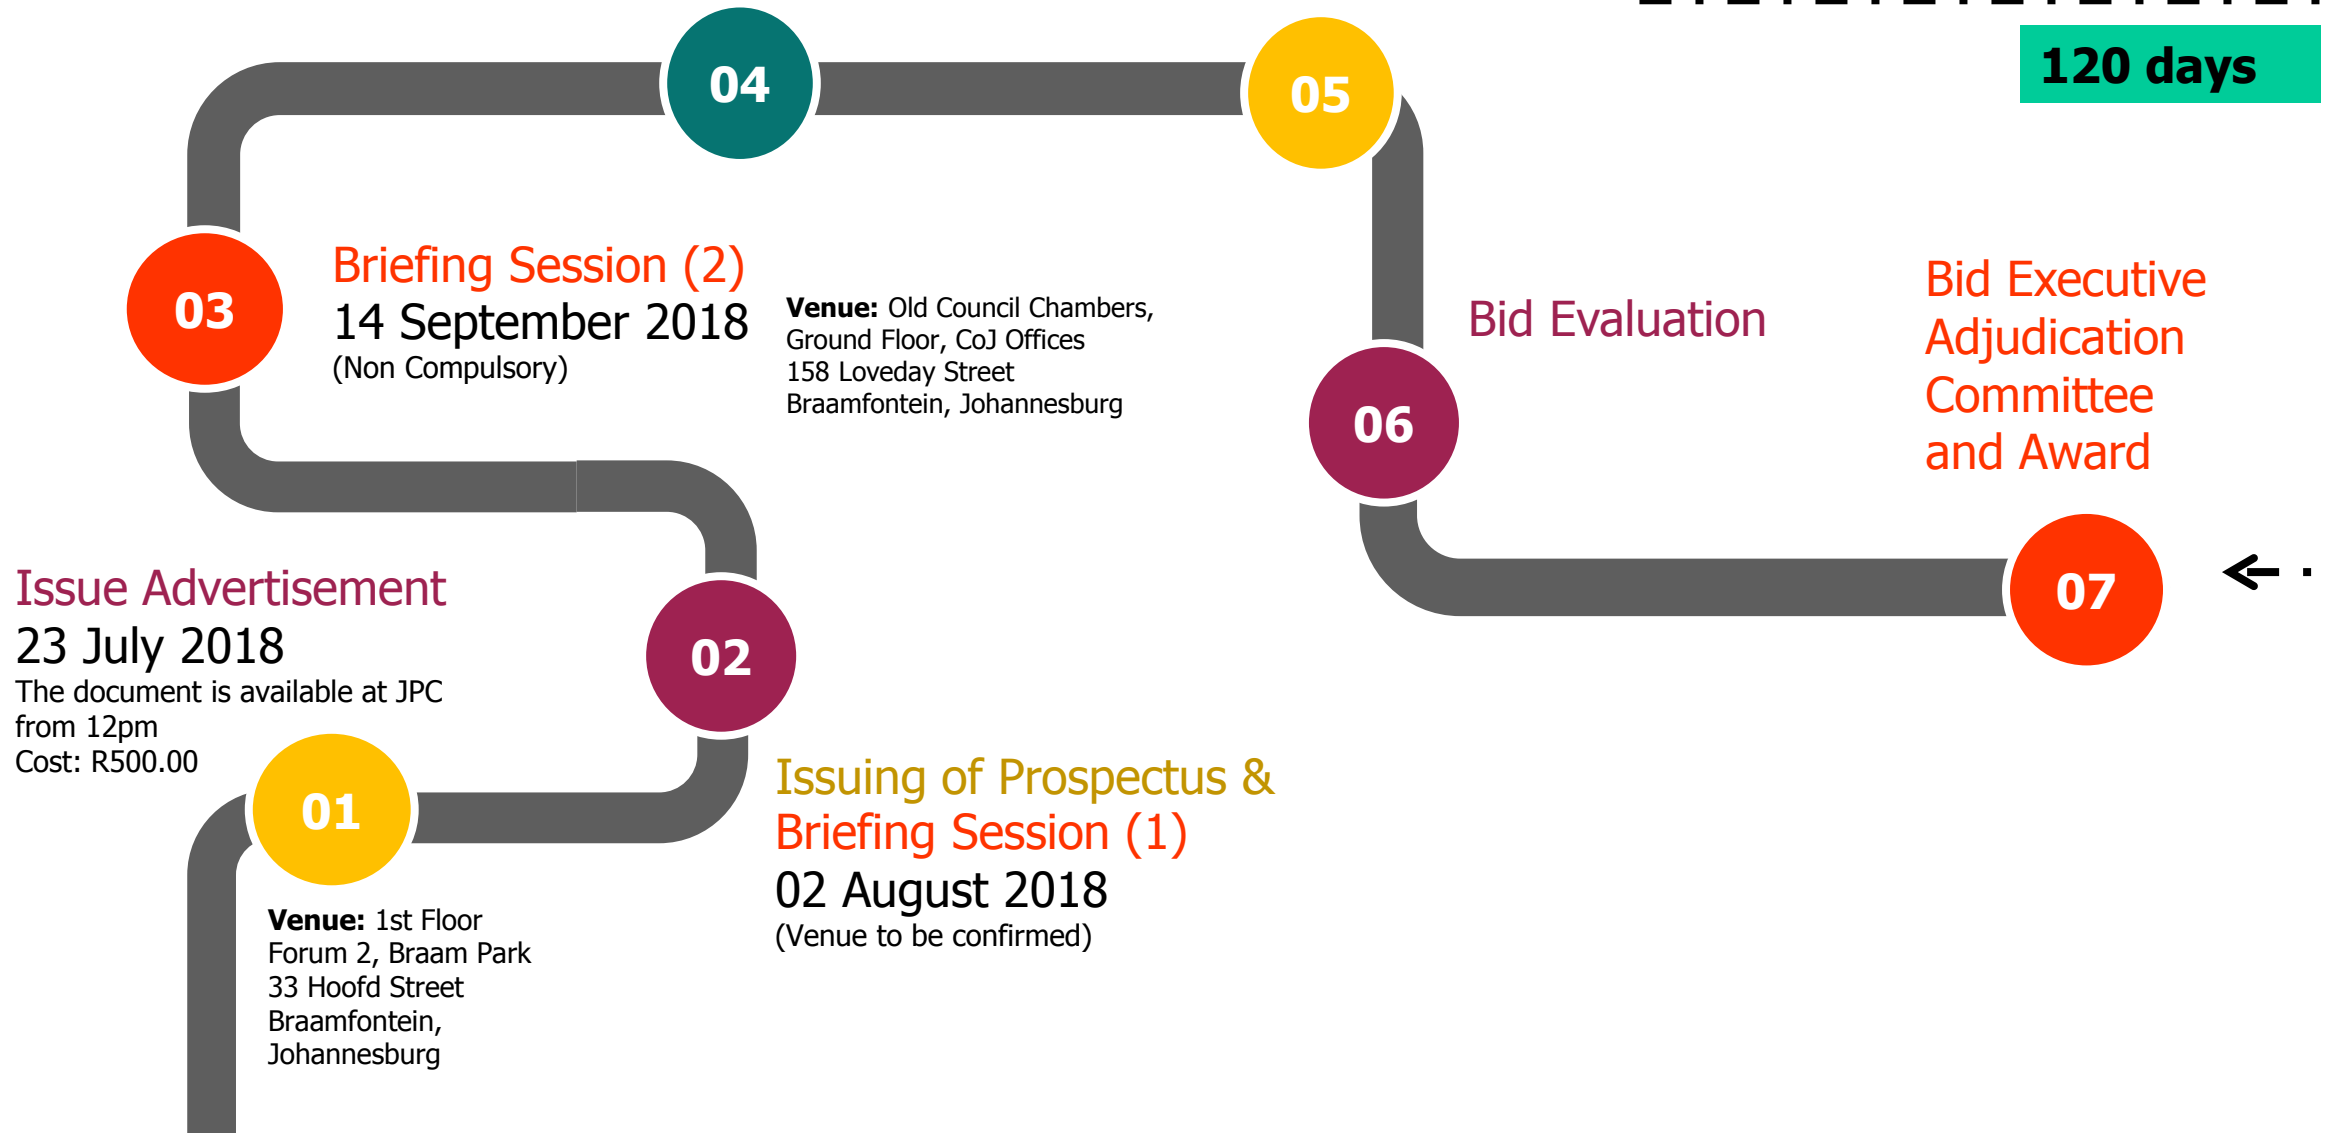 04
05
120 days
03
Briefing Session (2)
14 September 2018
(Non Compulsory)
Venue: Old Council Chambers,
Ground Floor, CoJ Offices
158 Loveday Street
Braamfontein, Johannesburg
Bid Evaluation
06
Bid Executive
Adjudication
Committee
and Award
07
Issue Advertisement
23 July 2018
The document is available at JPC
from 12pm
Cost: R500.00
01
Venue: 1st Floor
Forum 2, Braam Park
33 Hoofd Street
Braamfontein,
Johannesburg
02
Issuing of Prospectus &
Briefing Session (1)
02 August 2018
(Venue to be confirmed)